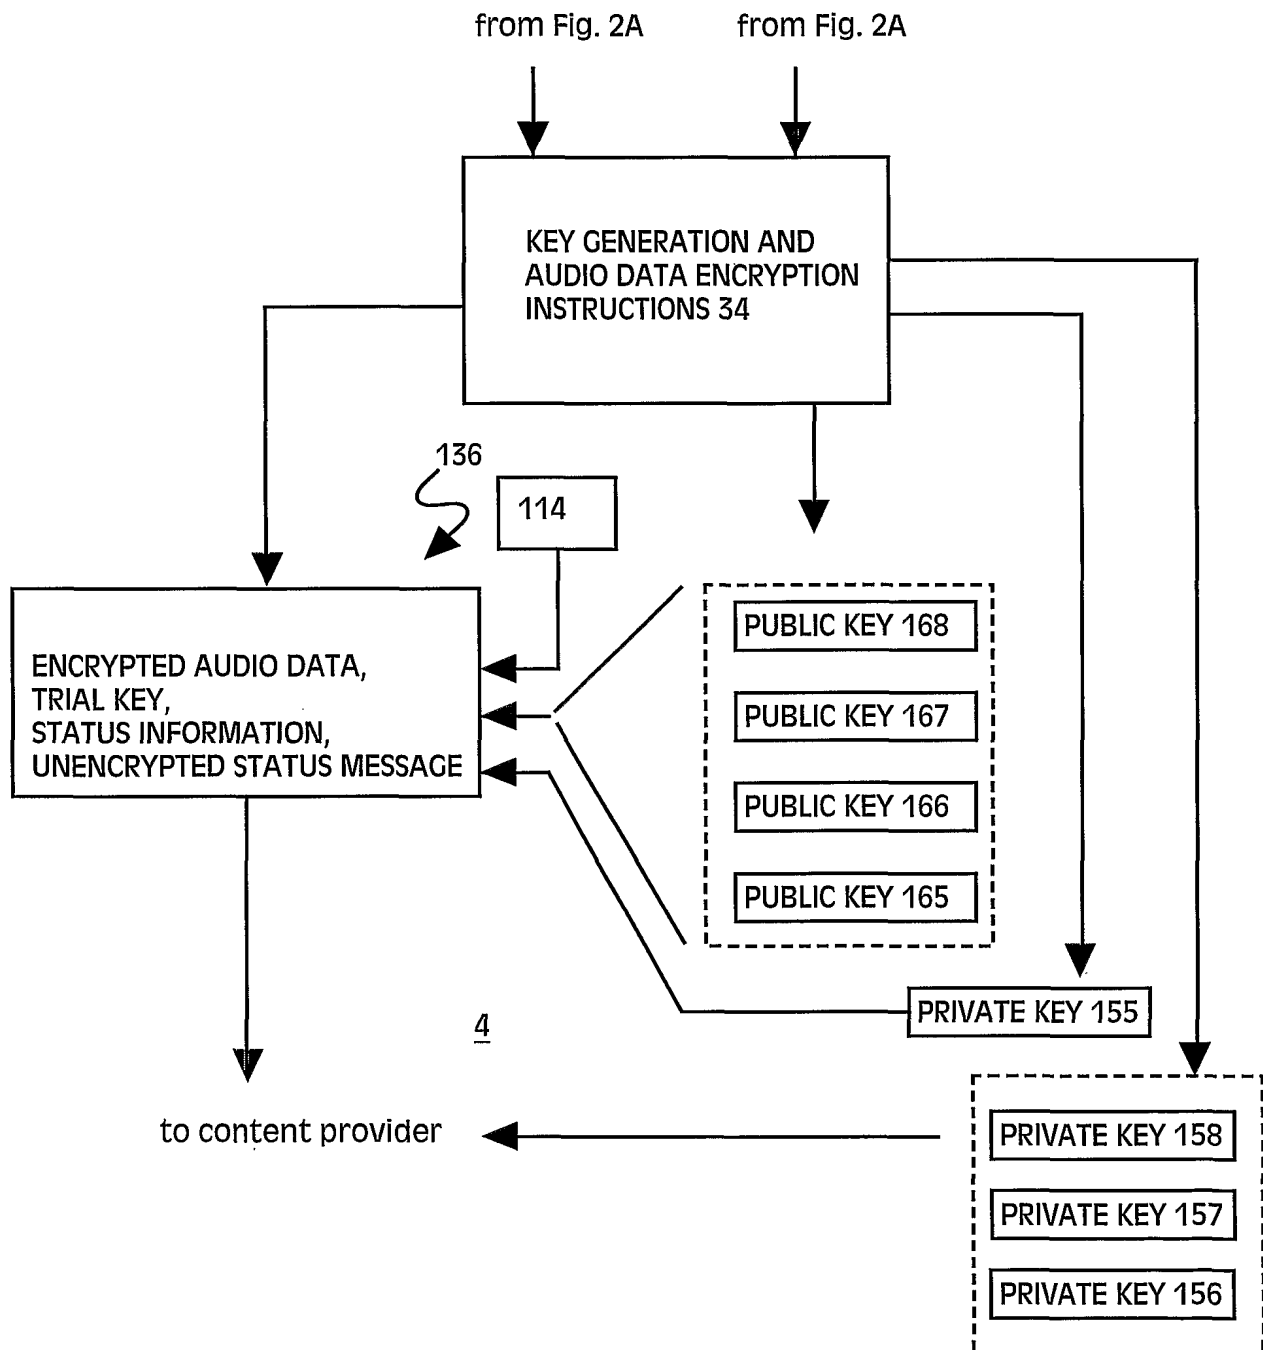 from Fig. 2A
from Fig. 2A
KEY GENERATION AND
AUDIO DATA ENCRYPTION
INSTRUCTIONS 34
136
114
ENCRYPTED AUDIO DATA,
TRIAL KEY,
STATUS INFORMATION,
UNENCRYPTED STATUS MESSAGE
PUBLIC KEY 168
PUBLIC KEY 167
PUBLIC KEY 166
PUBLIC KEY 165
PRIVATE KEY 155
4
to content provider
PRIVATE KEY 158
PRIVATE KEY 157
PRIVATE KEY 156